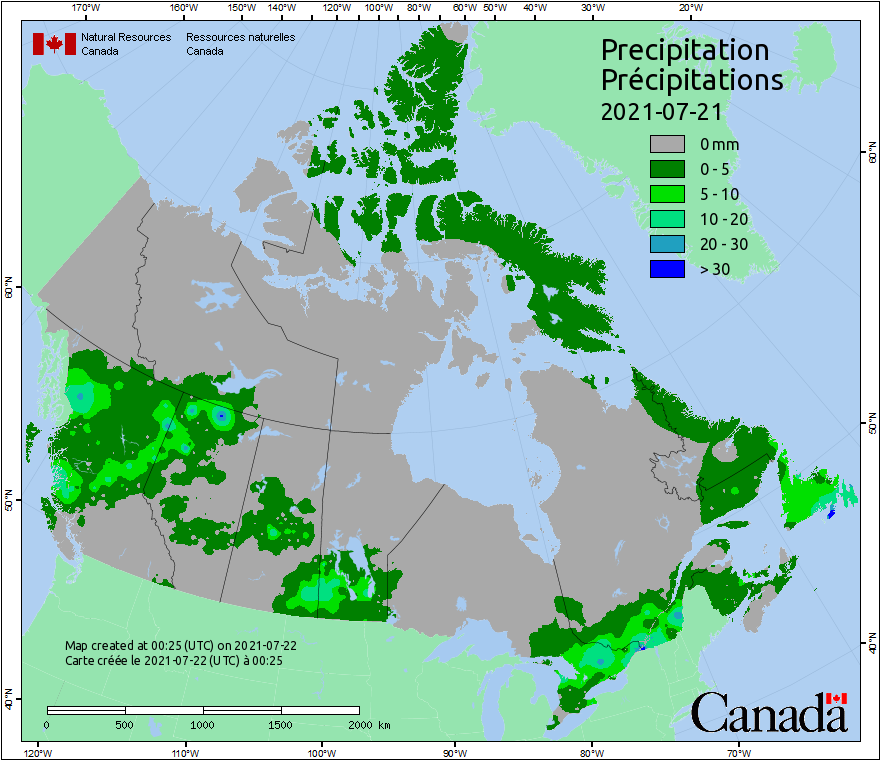 170°W 160°W 150°W 140°W 120°W 100°W 80°W 60°W 50°W 40°W 30°W 20°W
Natural Resources Ressources naturelles
Canada Canada
Precipitation
Précipitations
2021-07-21
0 mm
0 - 5
5 - 10
10 - 20
20 - 30
> 30
60°N
60°N
50°N
50°N
40°N
40°N
Map created at 00:25 (UTC) on 2021-07-22
Carte créée le 2021-07-22 (UTC) à 00:25
0 500 1000 1500 2000 km
Canada
120°W 110°W 100°W 90°W 80°W 70°W